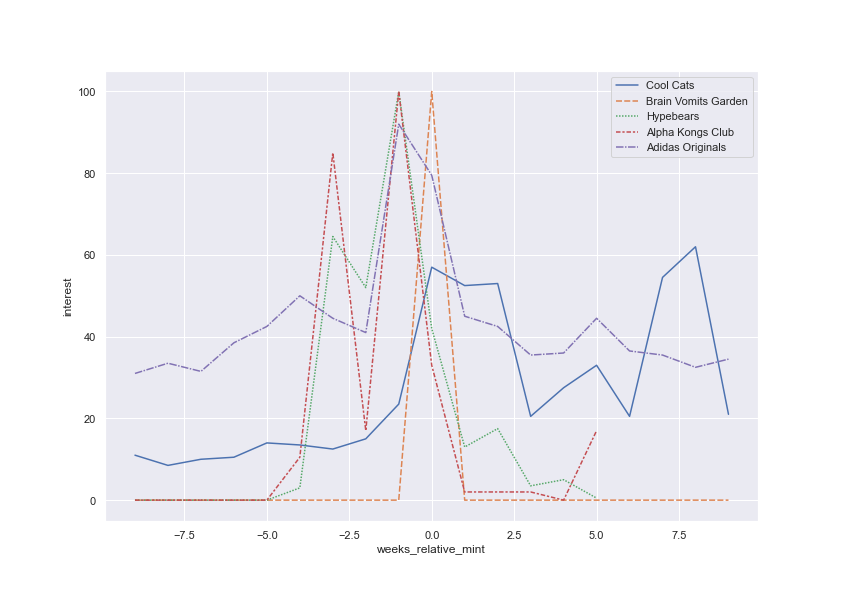 Cool Cats
Brain Vomits Garden
Hypebears
Alpha Kongs Club
Adidas Originals
100
80
60
40
20
0
interest
−7.5 −5.0 −2.5 0.0 2.5 5.0 7.5
weeks_relative_mint